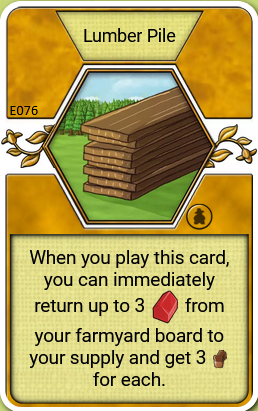 Lumber Pile
E076
When you play this card,
you can immediately
return up to 3 from
your farmyard board to
your supply and get 3
for each.